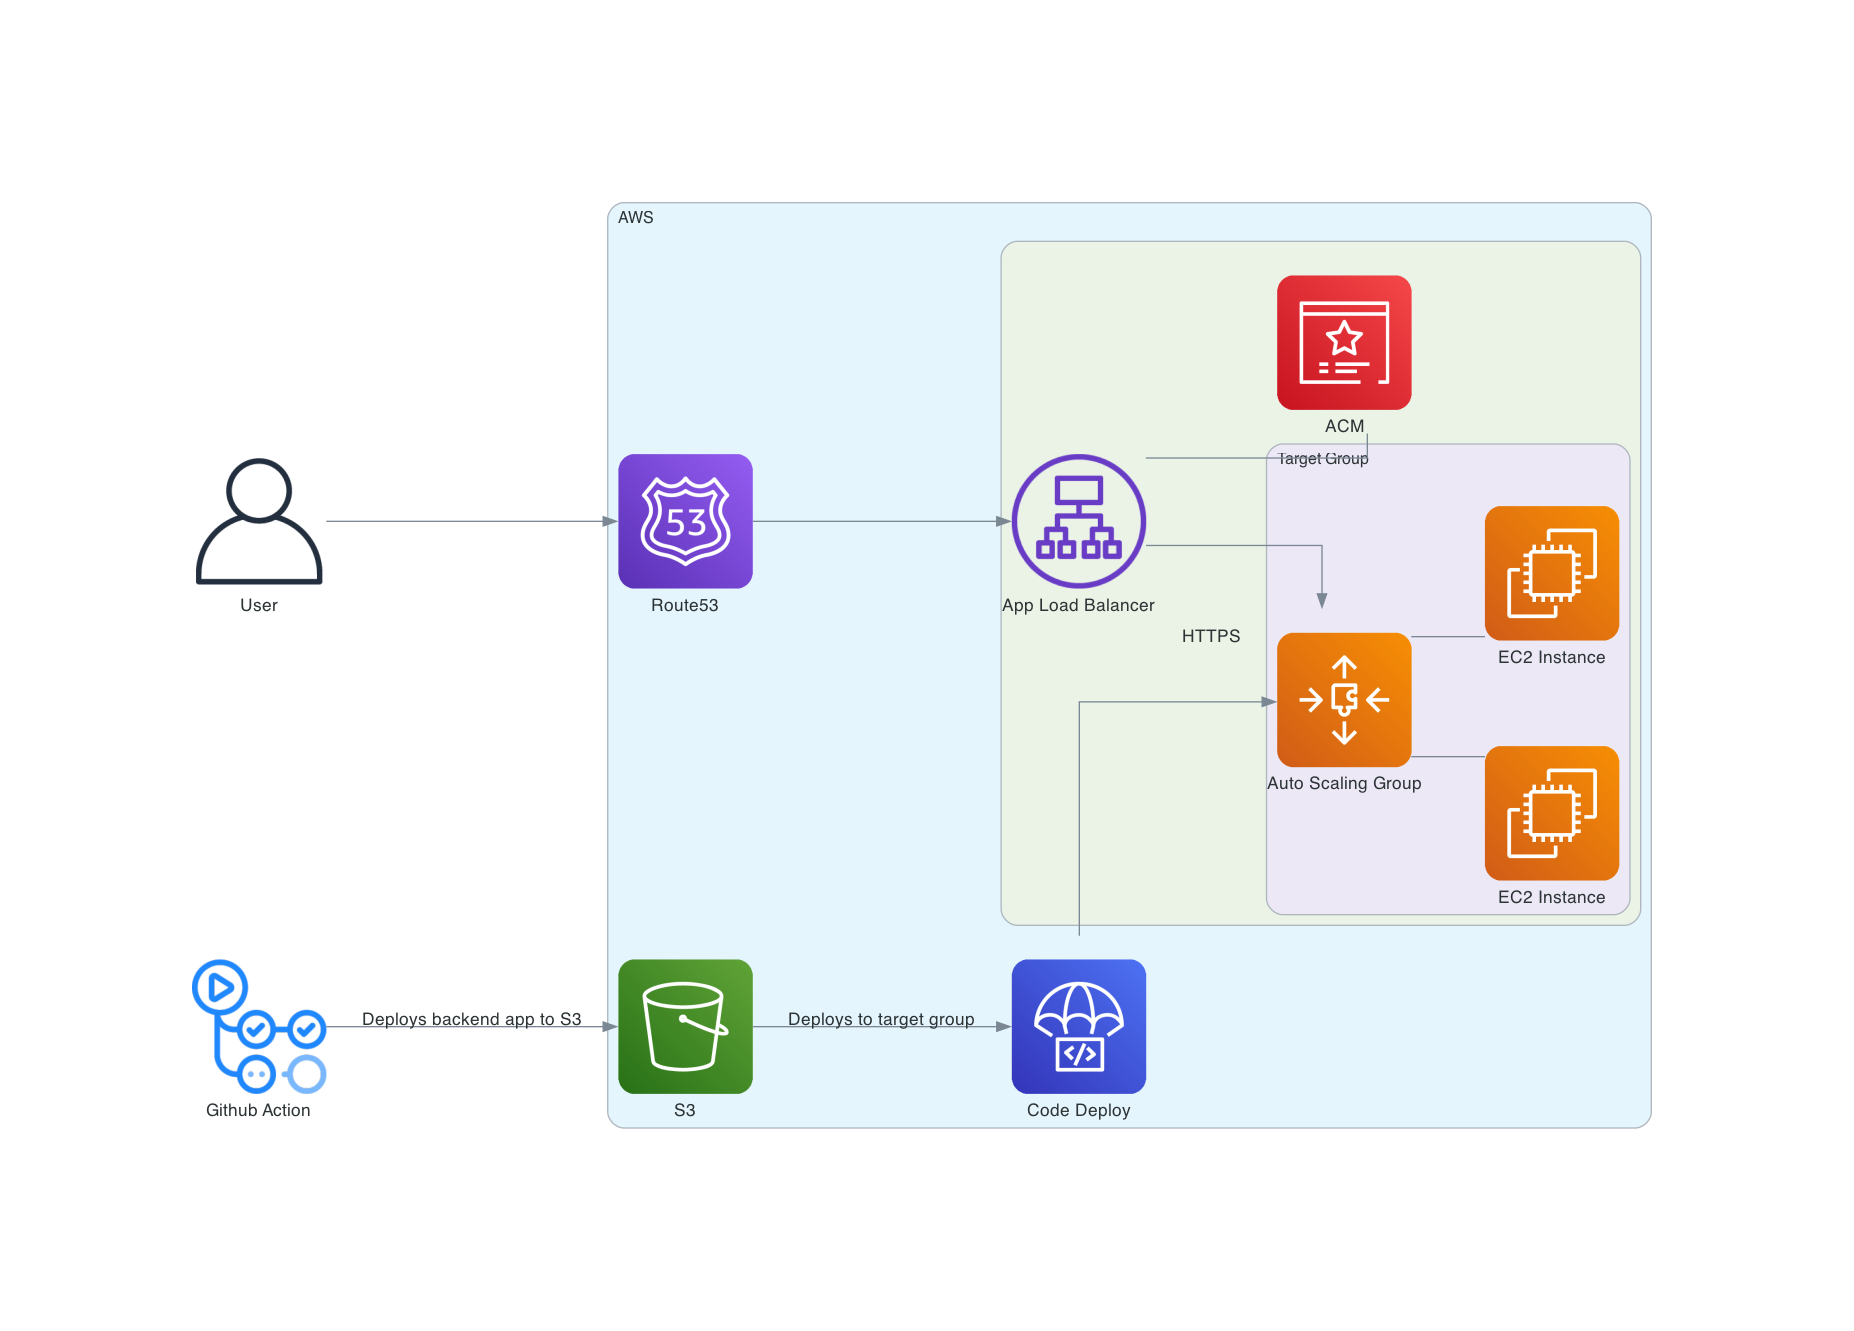 AWS
ACM
Target Group
53
User
Route53
App Load Balancer
HTTPS
EC2 Instance
Auto Scaling Group
EC2 Instance
Deploys backend app to S3
Deploys to target group
</>
Github Action
S3
Code Deploy